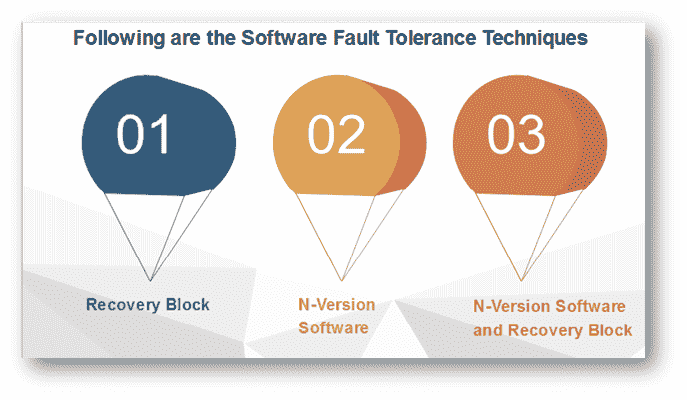 Following are the Software Fault Tolerance Techniques
01
02
03
Recovery Block
N-Version
Software
N-Version Software
and Recovery Block